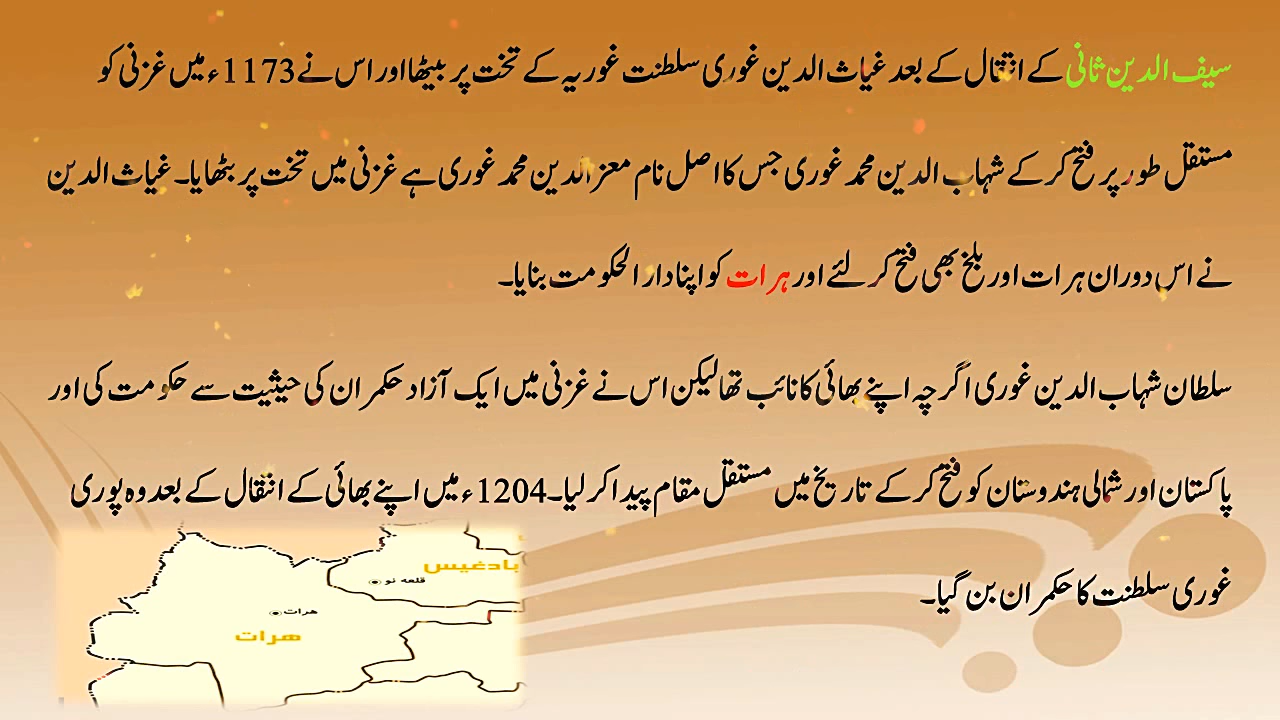 سیف الدین ثانی کے انتقال کے بعد غیاث الدین غوری سلطنت غوریہ کے تخت پر بیٹھا اور اس نے 1173ء میں غزنی کو
مستقل طور پر فتح کر کے شہاب الدین محمد غوری جس کا اصل نام معز الدین محمد غوری ہے غزنی میں تخت پر بٹھایا۔ غیاث الدین
نے اس دوران ہرات اور بلخ بھی فتح کر لئے اور ہرات کو اپنا دار الحکومت بنایا۔
سلطان شہاب الدین غوری اگرچہ اپنے بھائی کا نائب تھا لیکن اس نے غزنی میں ایک آزاد حکمران کی حیثیت سے حکومت کی اور
پاکستان اور شمالی ہندوستان کو فتح کر کے تاریخ میں مستقل مقام پیدا کر لیا۔ 1204ء میں اپنے بھائی کے انتقال کے بعد وہ پوری
غوری سلطنت کا حکمران بن گیا۔
بادغیس
قلعه نو
هرات
هرات